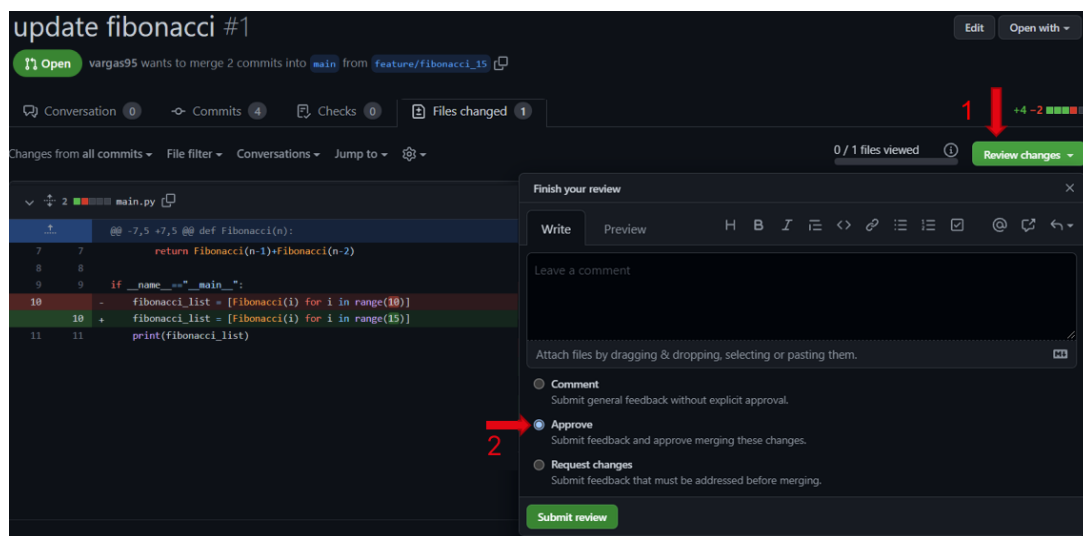 update fibonacci #1
Edit
Open with
Open
vargas95 wants to merge 2 commits into main from feature/fibonacci_15
Conversation 0
Commits 4
Checks 0
Files changed 1
1
+4 −2
Changes from all commits
File filter
Conversations
Jump to
0 / 1 files viewed
Review changes
2 main.py
@@ -7,5 +7,5 @@ def Fibonacci(n):
7 7 return Fibonacci(n-1)+Fibonacci(n-2)
8 8
9 9 if __name__=="__main__":
10 - fibonacci_list = [Fibonacci(i) for i in range(10)]
10 + fibonacci_list = [Fibonacci(i) for i in range(15)]
11 11 print(fibonacci_list)
Finish your review
Write
Preview
Leave a comment
Attach files by dragging & dropping, selecting or pasting them.
Comment
Submit general feedback without explicit approval.
2
Approve
Submit feedback and approve merging these changes.
Request changes
Submit feedback that must be addressed before merging.
Submit review